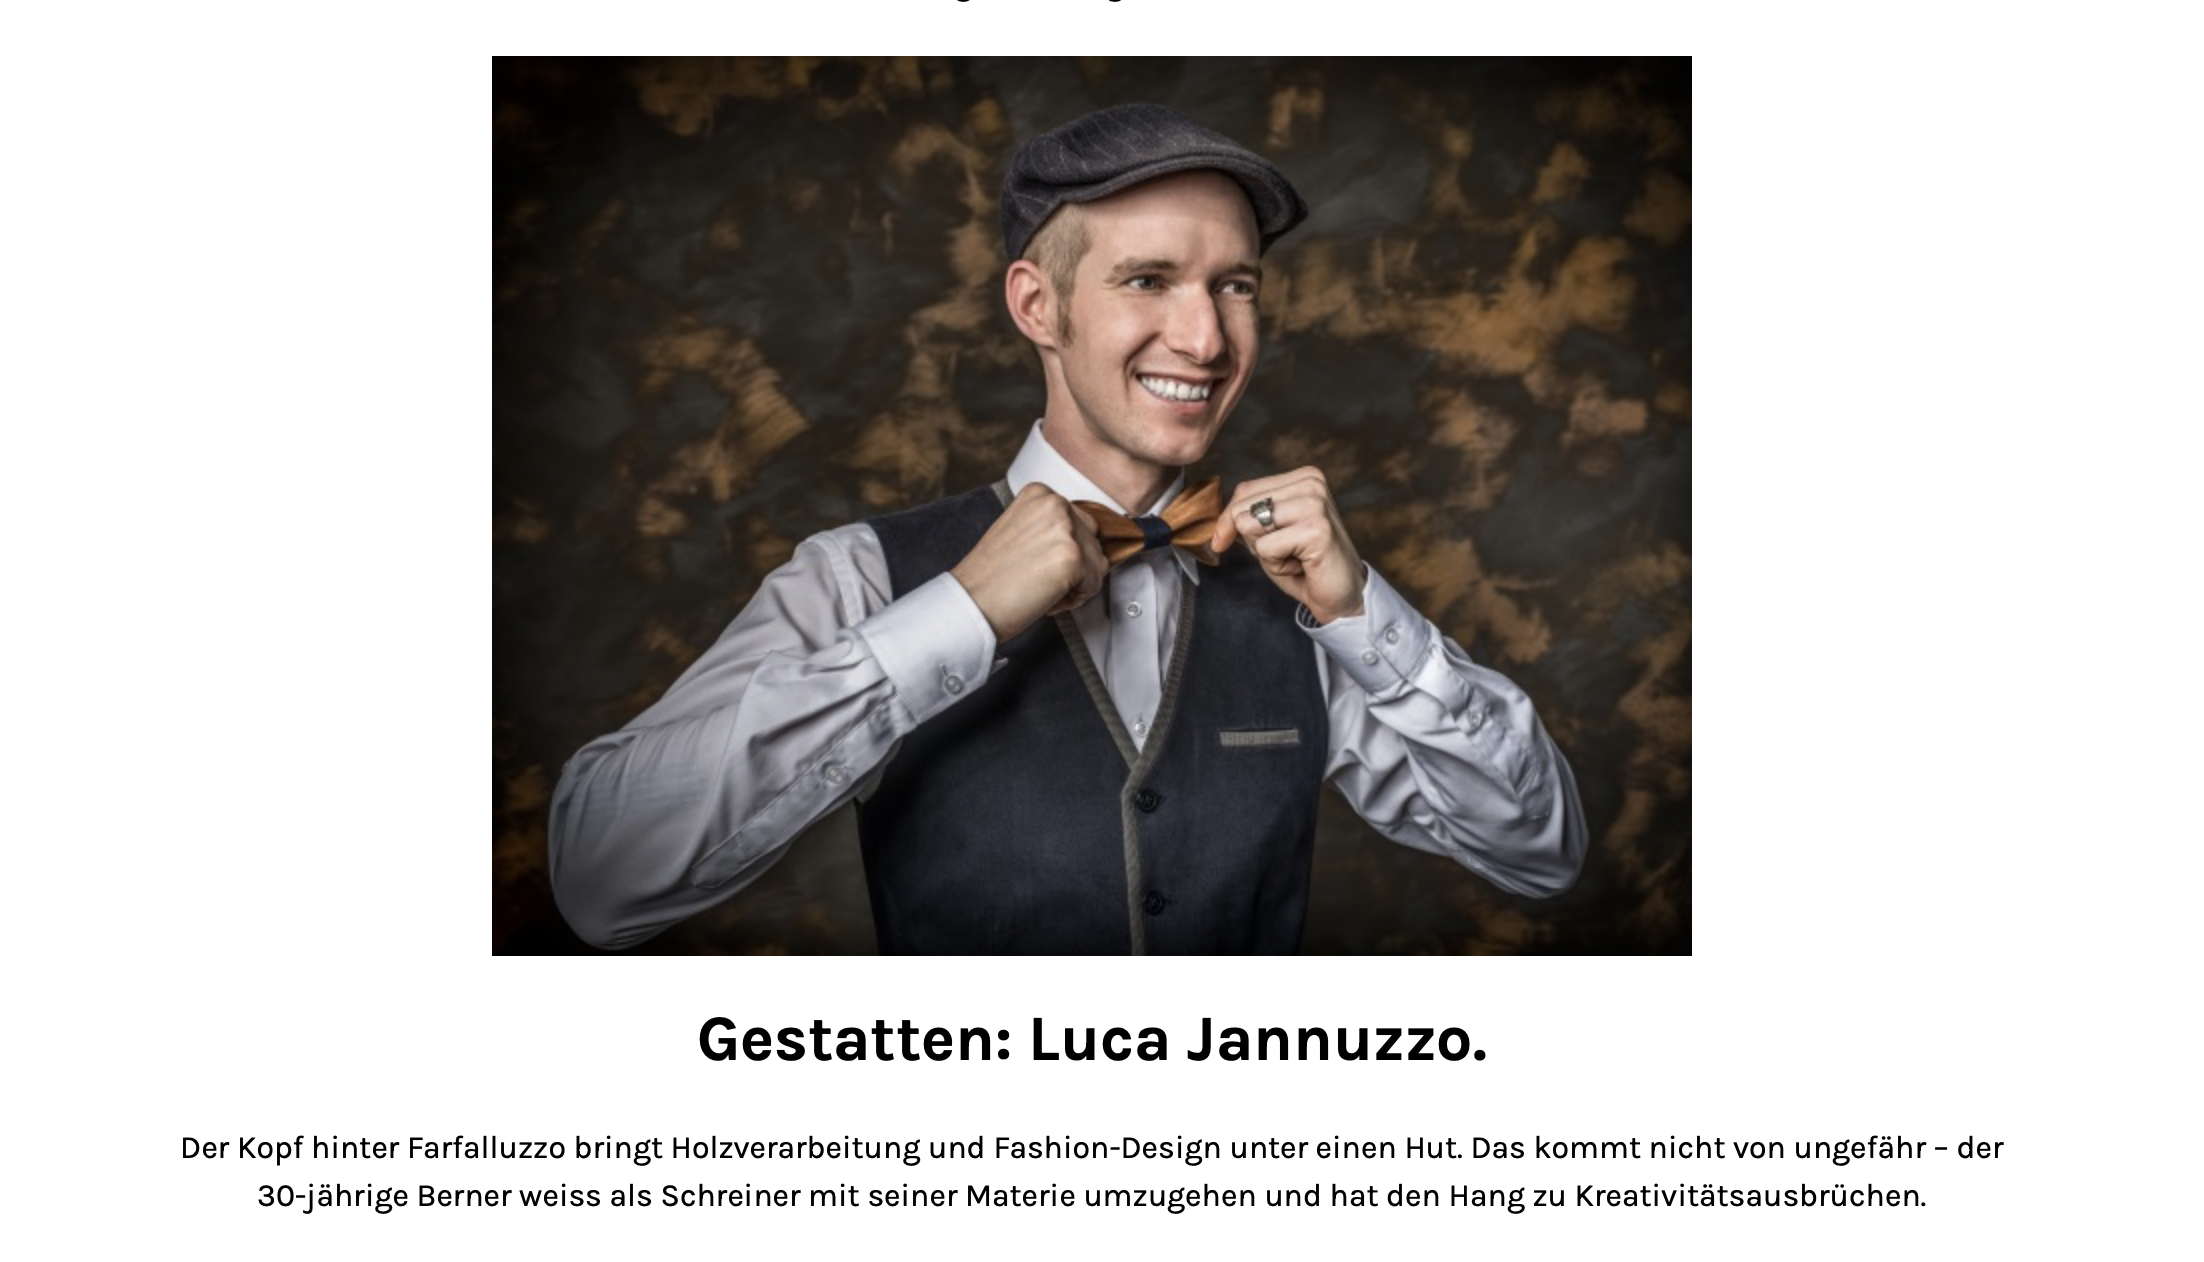 Gestatten: Luca Jannuzzo.
Der Kopf hinter Farfalluzzo bringt Holzverarbeitung und Fashion-Design unter einen Hut. Das kommt nicht von ungefähr – der
30-jährige Berner weiss als Schreiner mit seiner Materie umzugehen und hat den Hang zu Kreativitätsausbrüchen.